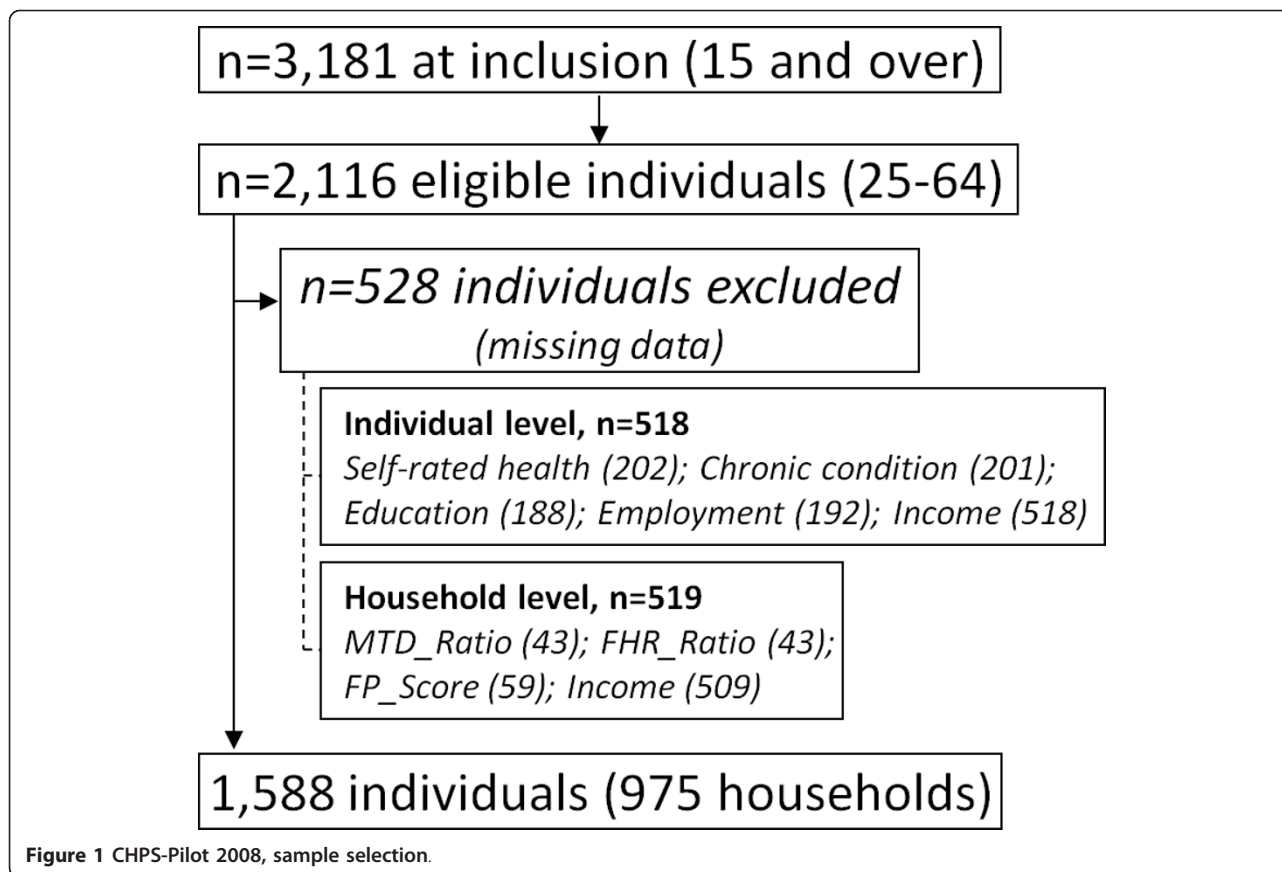 n=3,181 at inclusion (15 and over)
n=2,116 eligible individuals (25-64)
n=528 individuals excluded
(missing data)
Individual level, n=518
Self-rated health (202); Chronic condition (201);
Education (188); Employment (192); Income (518)
Household level, n=519
MTD_Ratio (43); FHR_Ratio (43);
FP_Score (59); Income (509)
1,588 individuals (975 households)
Figure 1 CHPS-Pilot 2008, sample selection.